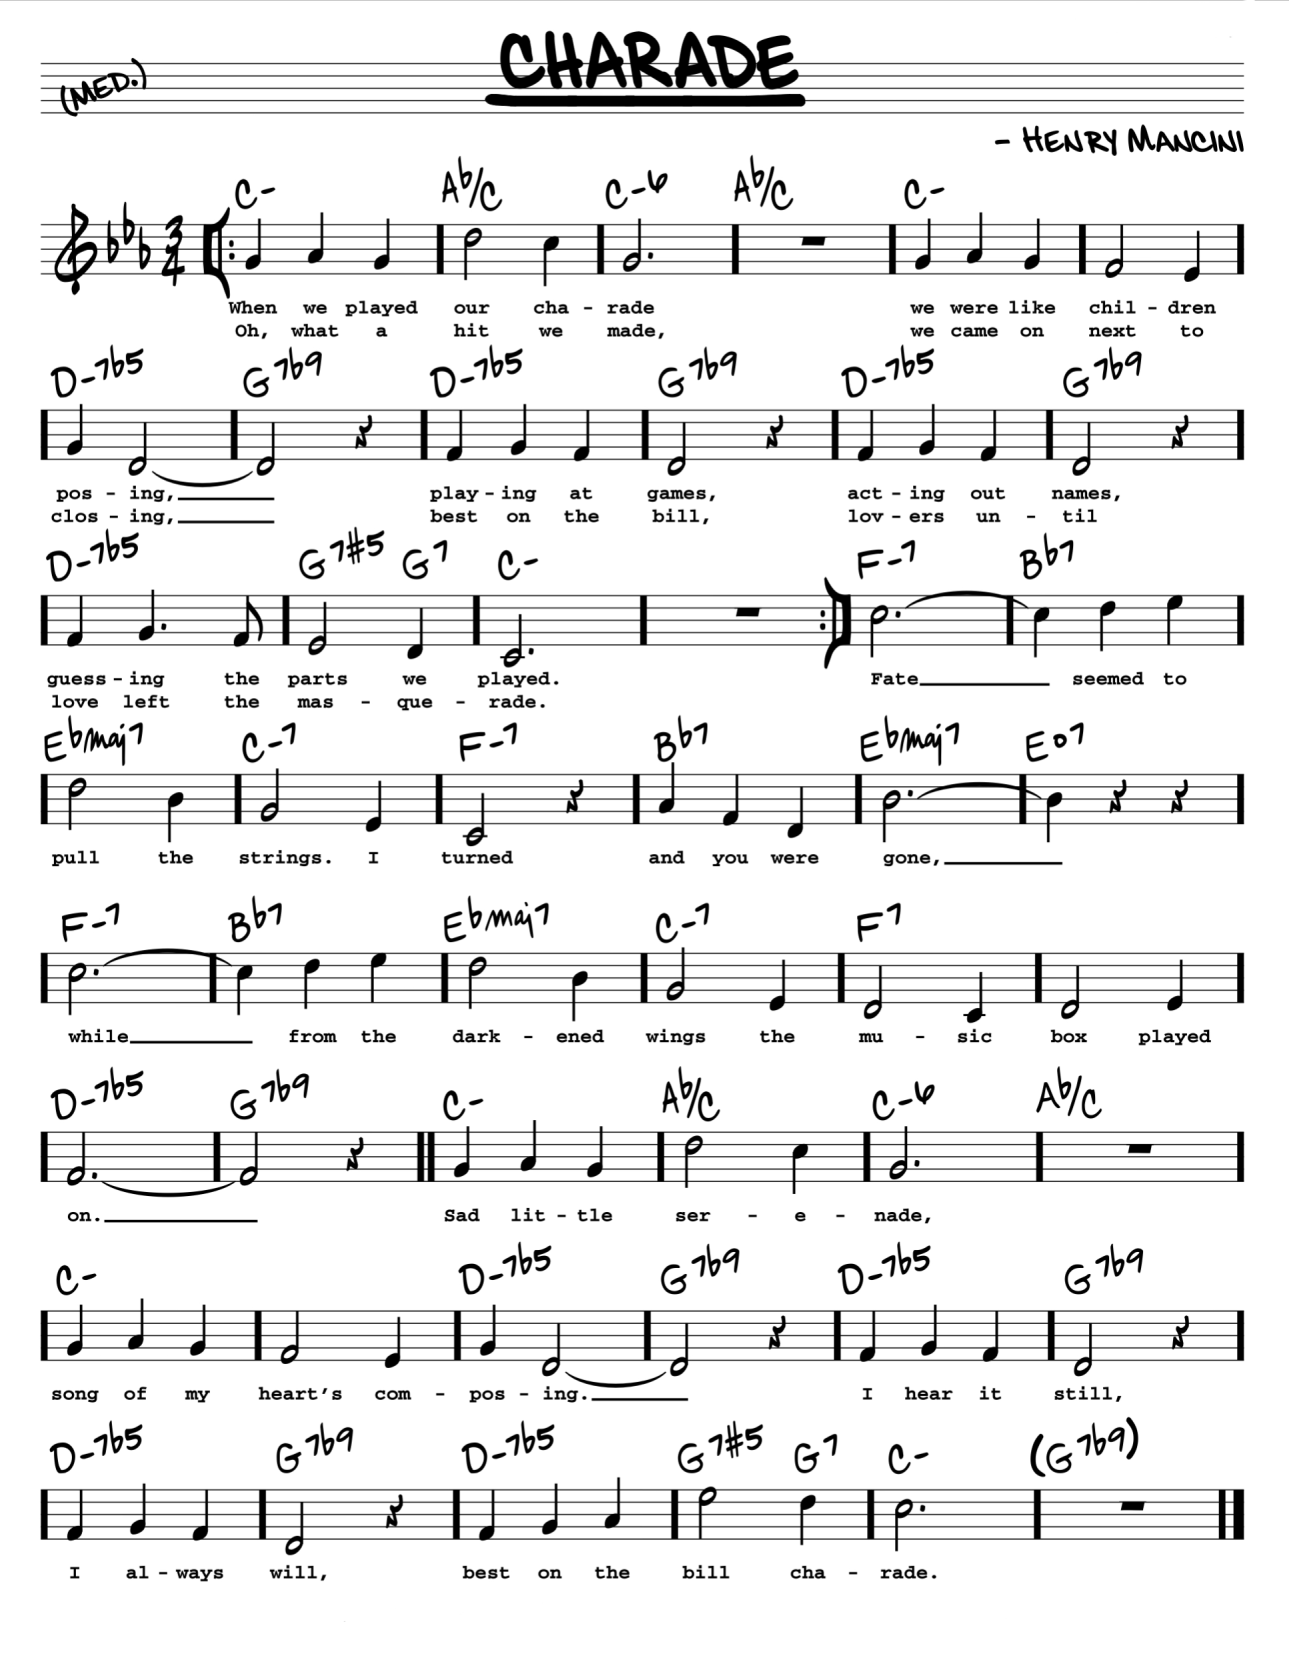 CHARADE
(MED.)
- HENRY MANCINI
C- Ab/C C-6 Ab/C C-
3
4
When we played our cha - rade we were like chil - dren
Oh, what a hit we made, we came on next to
D-7b5 G7b9 D-7b5 G7b9 D-7b5 G7b9
pos - ing, play - ing at games, act - ing out names,
clos - ing, best on the bill, lov - ers un - til
D-7b5 G7#5 G7 C- F-7 Bb7
guess - ing the parts we played. Fate seemed to
love left the mas - que - rade.
Ebmaj7 C-7 F-7 Bb7 Ebmaj7 Eo7
pull the strings. I turned and you were gone,
F-7 Bb7 Ebmaj7 C-7 F7
while from the dark - ened wings the mu - sic box played
D-7b5 G7b9 C- Ab/C C-6 Ab/C
on. Sad lit - tle ser - e - nade,
C- D-7b5 G7b9 D-7b5 G7b9
song of my heart's com - pos - ing. I hear it still,
D-7b5 G7b9 D-7b5 G7#5 G7 C- (G7b9)
I al - ways will, best on the bill cha - rade.